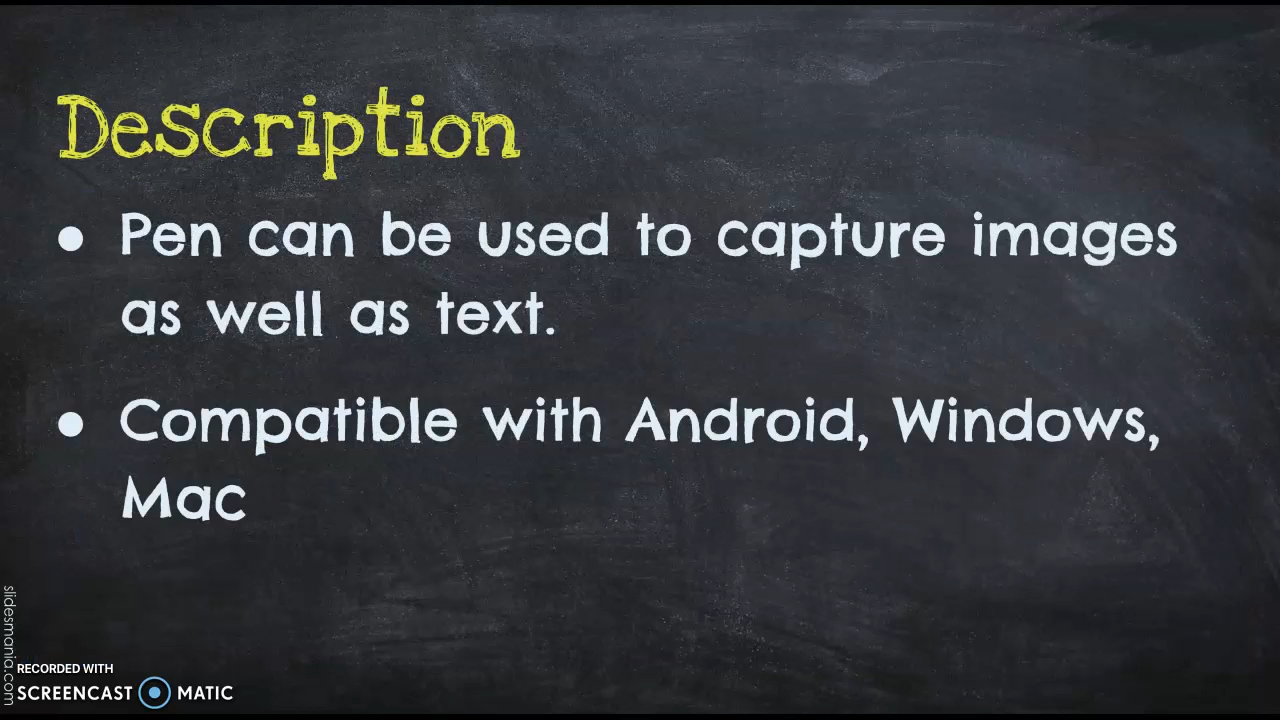 Description
● Pen can be used to capture images
as well as text.
● Compatible with Android, Windows,
Mac
slidesmania.com
RECORDED WITH
SCREENCAST MATIC